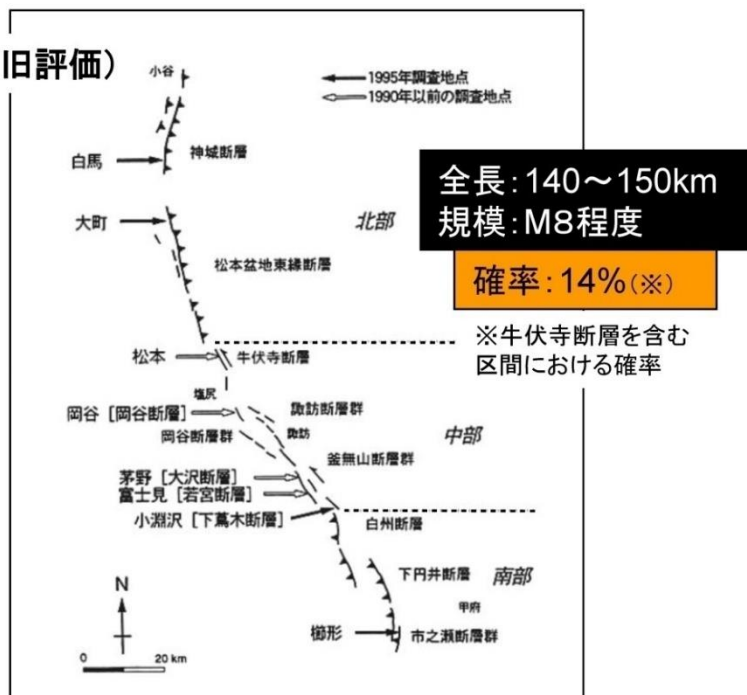 旧評価)
小谷
1995年調査地点
1990年以前の調査地点
白馬
神城断層
全長:140～150km
規模:M8程度
大町
北部
松本盆地東縁断層
確率:14%(※)
※牛伏寺断層を含む
区間における確率
松本
牛伏寺断層
塩尻
岡谷[岡谷断層]
諏訪断層群
岡谷断層群
諏訪
中部
釜無山断層群
茅野[大沢断層]
富士見[若宮断層]
小淵沢[下蔦木断層]
白州断層
下円井断層
南部
N
甲府
櫛形
市之瀬断層群
0 20 km